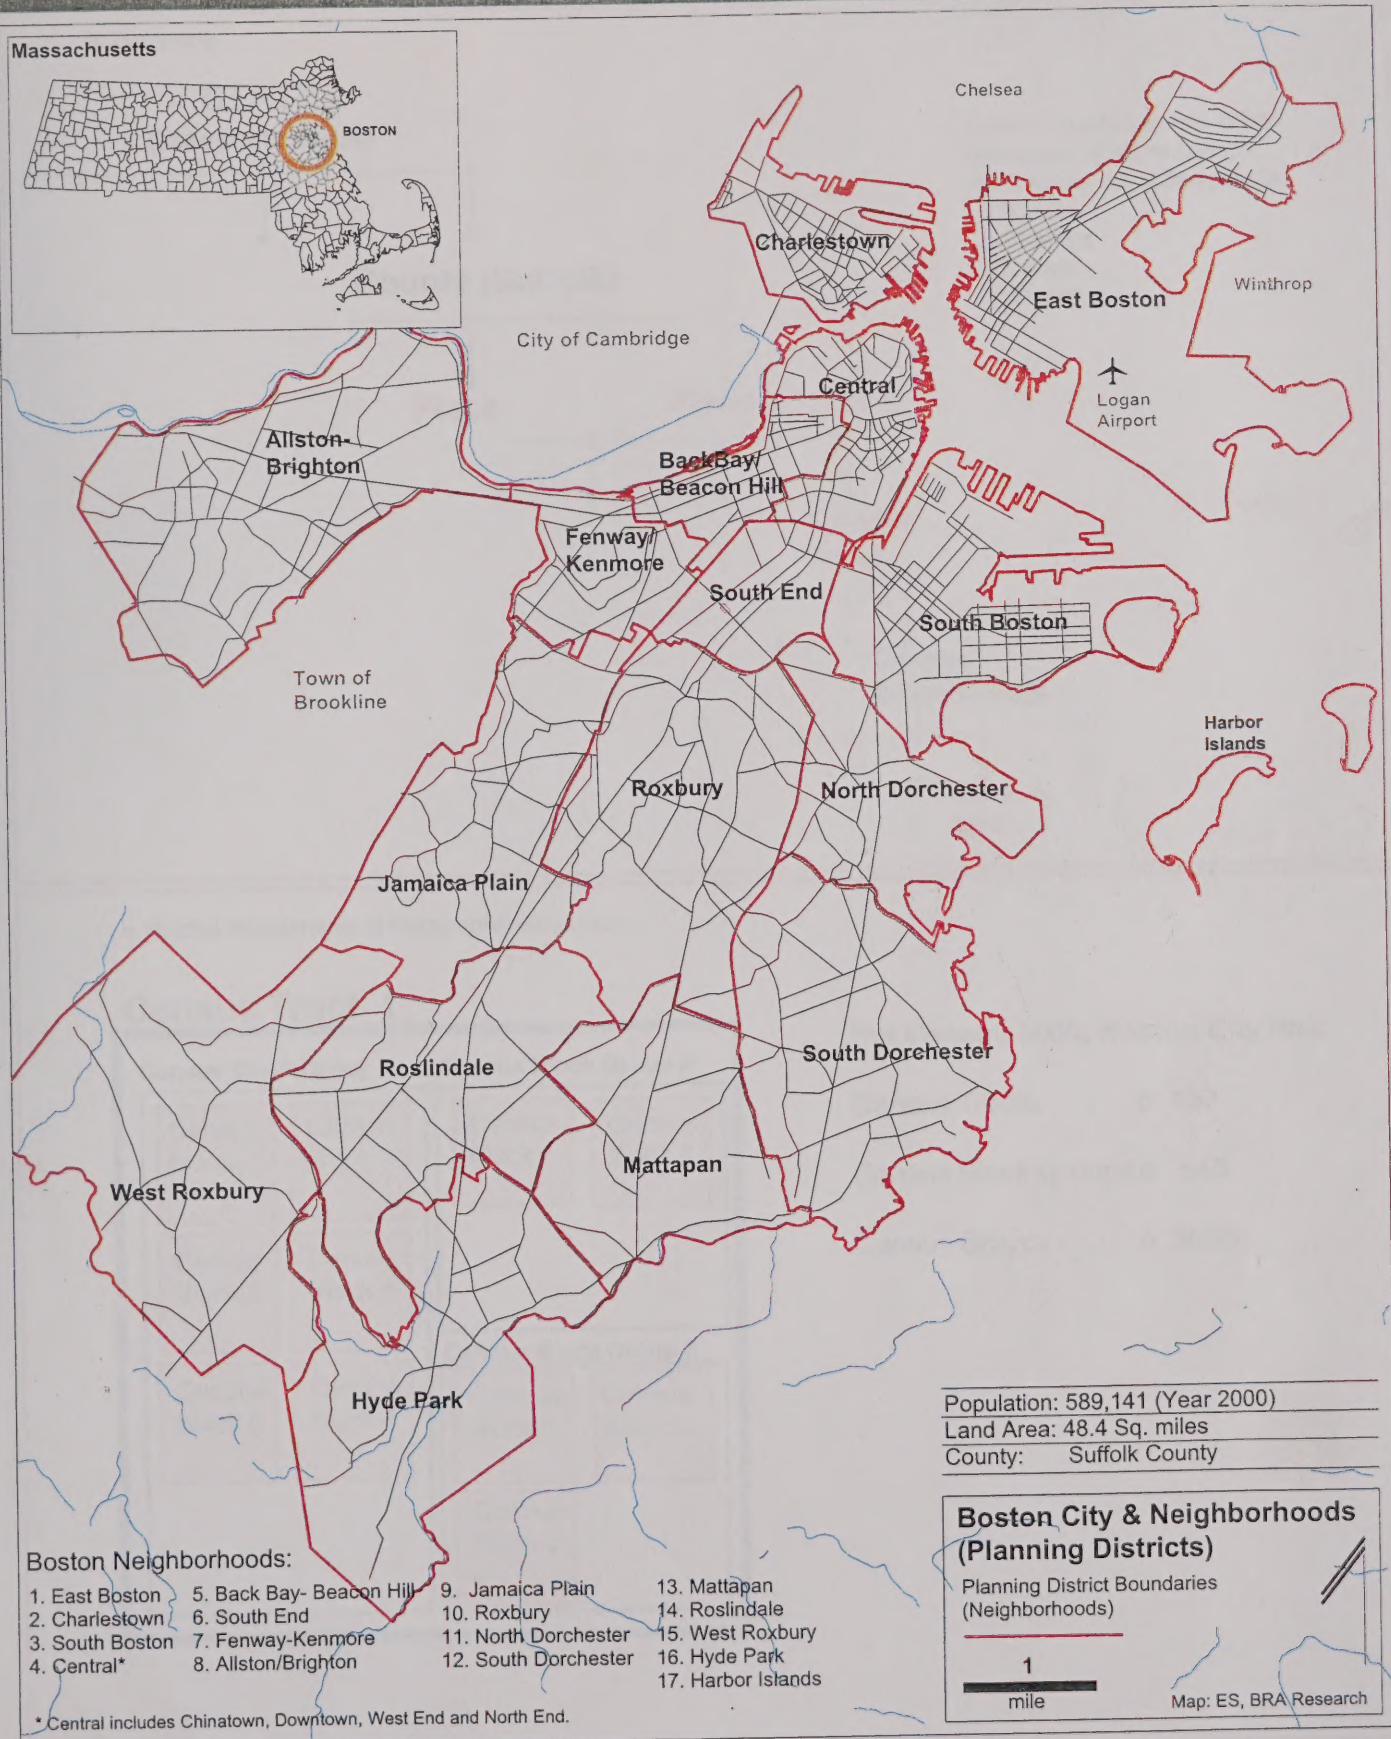 Massachusetts
BOSTON
Chelsea
Charlestown
East Boston
Winthrop
City of Cambridge
Logan
Airport
Central
Allston-
Brighton
BackBay/
Beacon Hill
Fenway/
Kenmore
South End
South Boston
Town of
Brookline
Harbor
Islands
Roxbury
North Dorchester
Jamaica Plain
Roslindale
South Dorchester
Mattapan
West Roxbury
Hyde Park
Population: 589,141 (Year 2000)
Land Area: 48.4 Sq. miles
County: Suffolk County
Boston City & Neighborhoods
(Planning Districts)
Planning District Boundaries
(Neighborhoods)
1
mile
Map: ES, BRA Research
Boston Neighborhoods:
1. East Boston
2. Charlestown
3. South Boston
4. Central*
5. Back Bay- Beacon Hill
6. South End
7. Fenway-Kenmore
8. Allston/Brighton
9. Jamaica Plain
10. Roxbury
11. North Dorchester
12. South Dorchester
13. Mattapan
14. Roslindale
15. West Roxbury
16. Hyde Park
17. Harbor Islands
* Central includes Chinatown, Downtown, West End and North End.